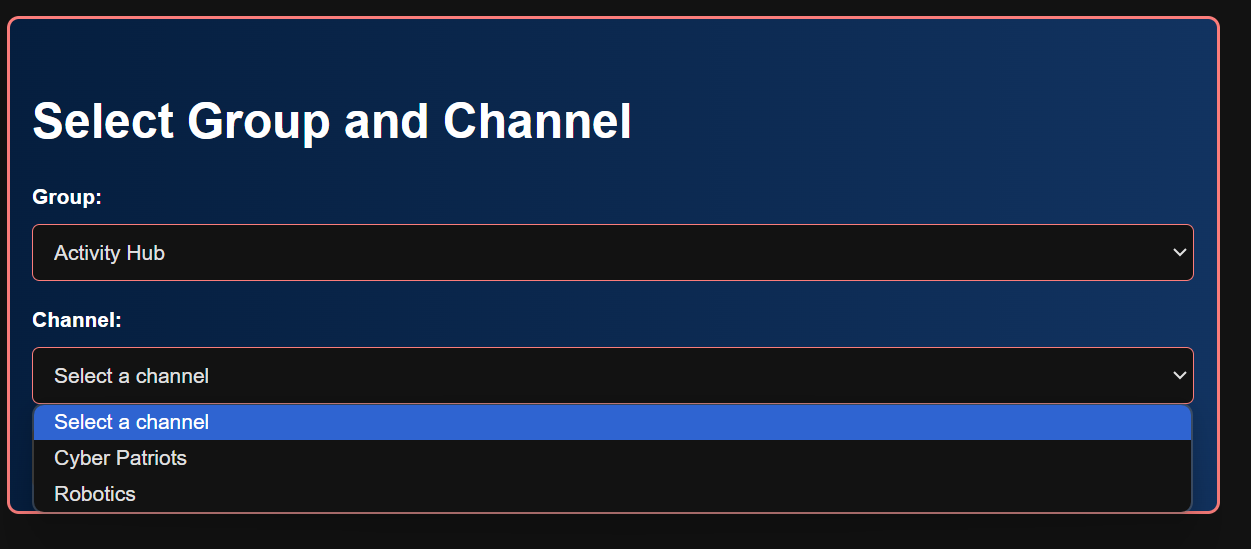 Select Group and Channel
Group:
Activity Hub
Channel:
Select a channel
Select a channel
Cyber Patriots
Robotics